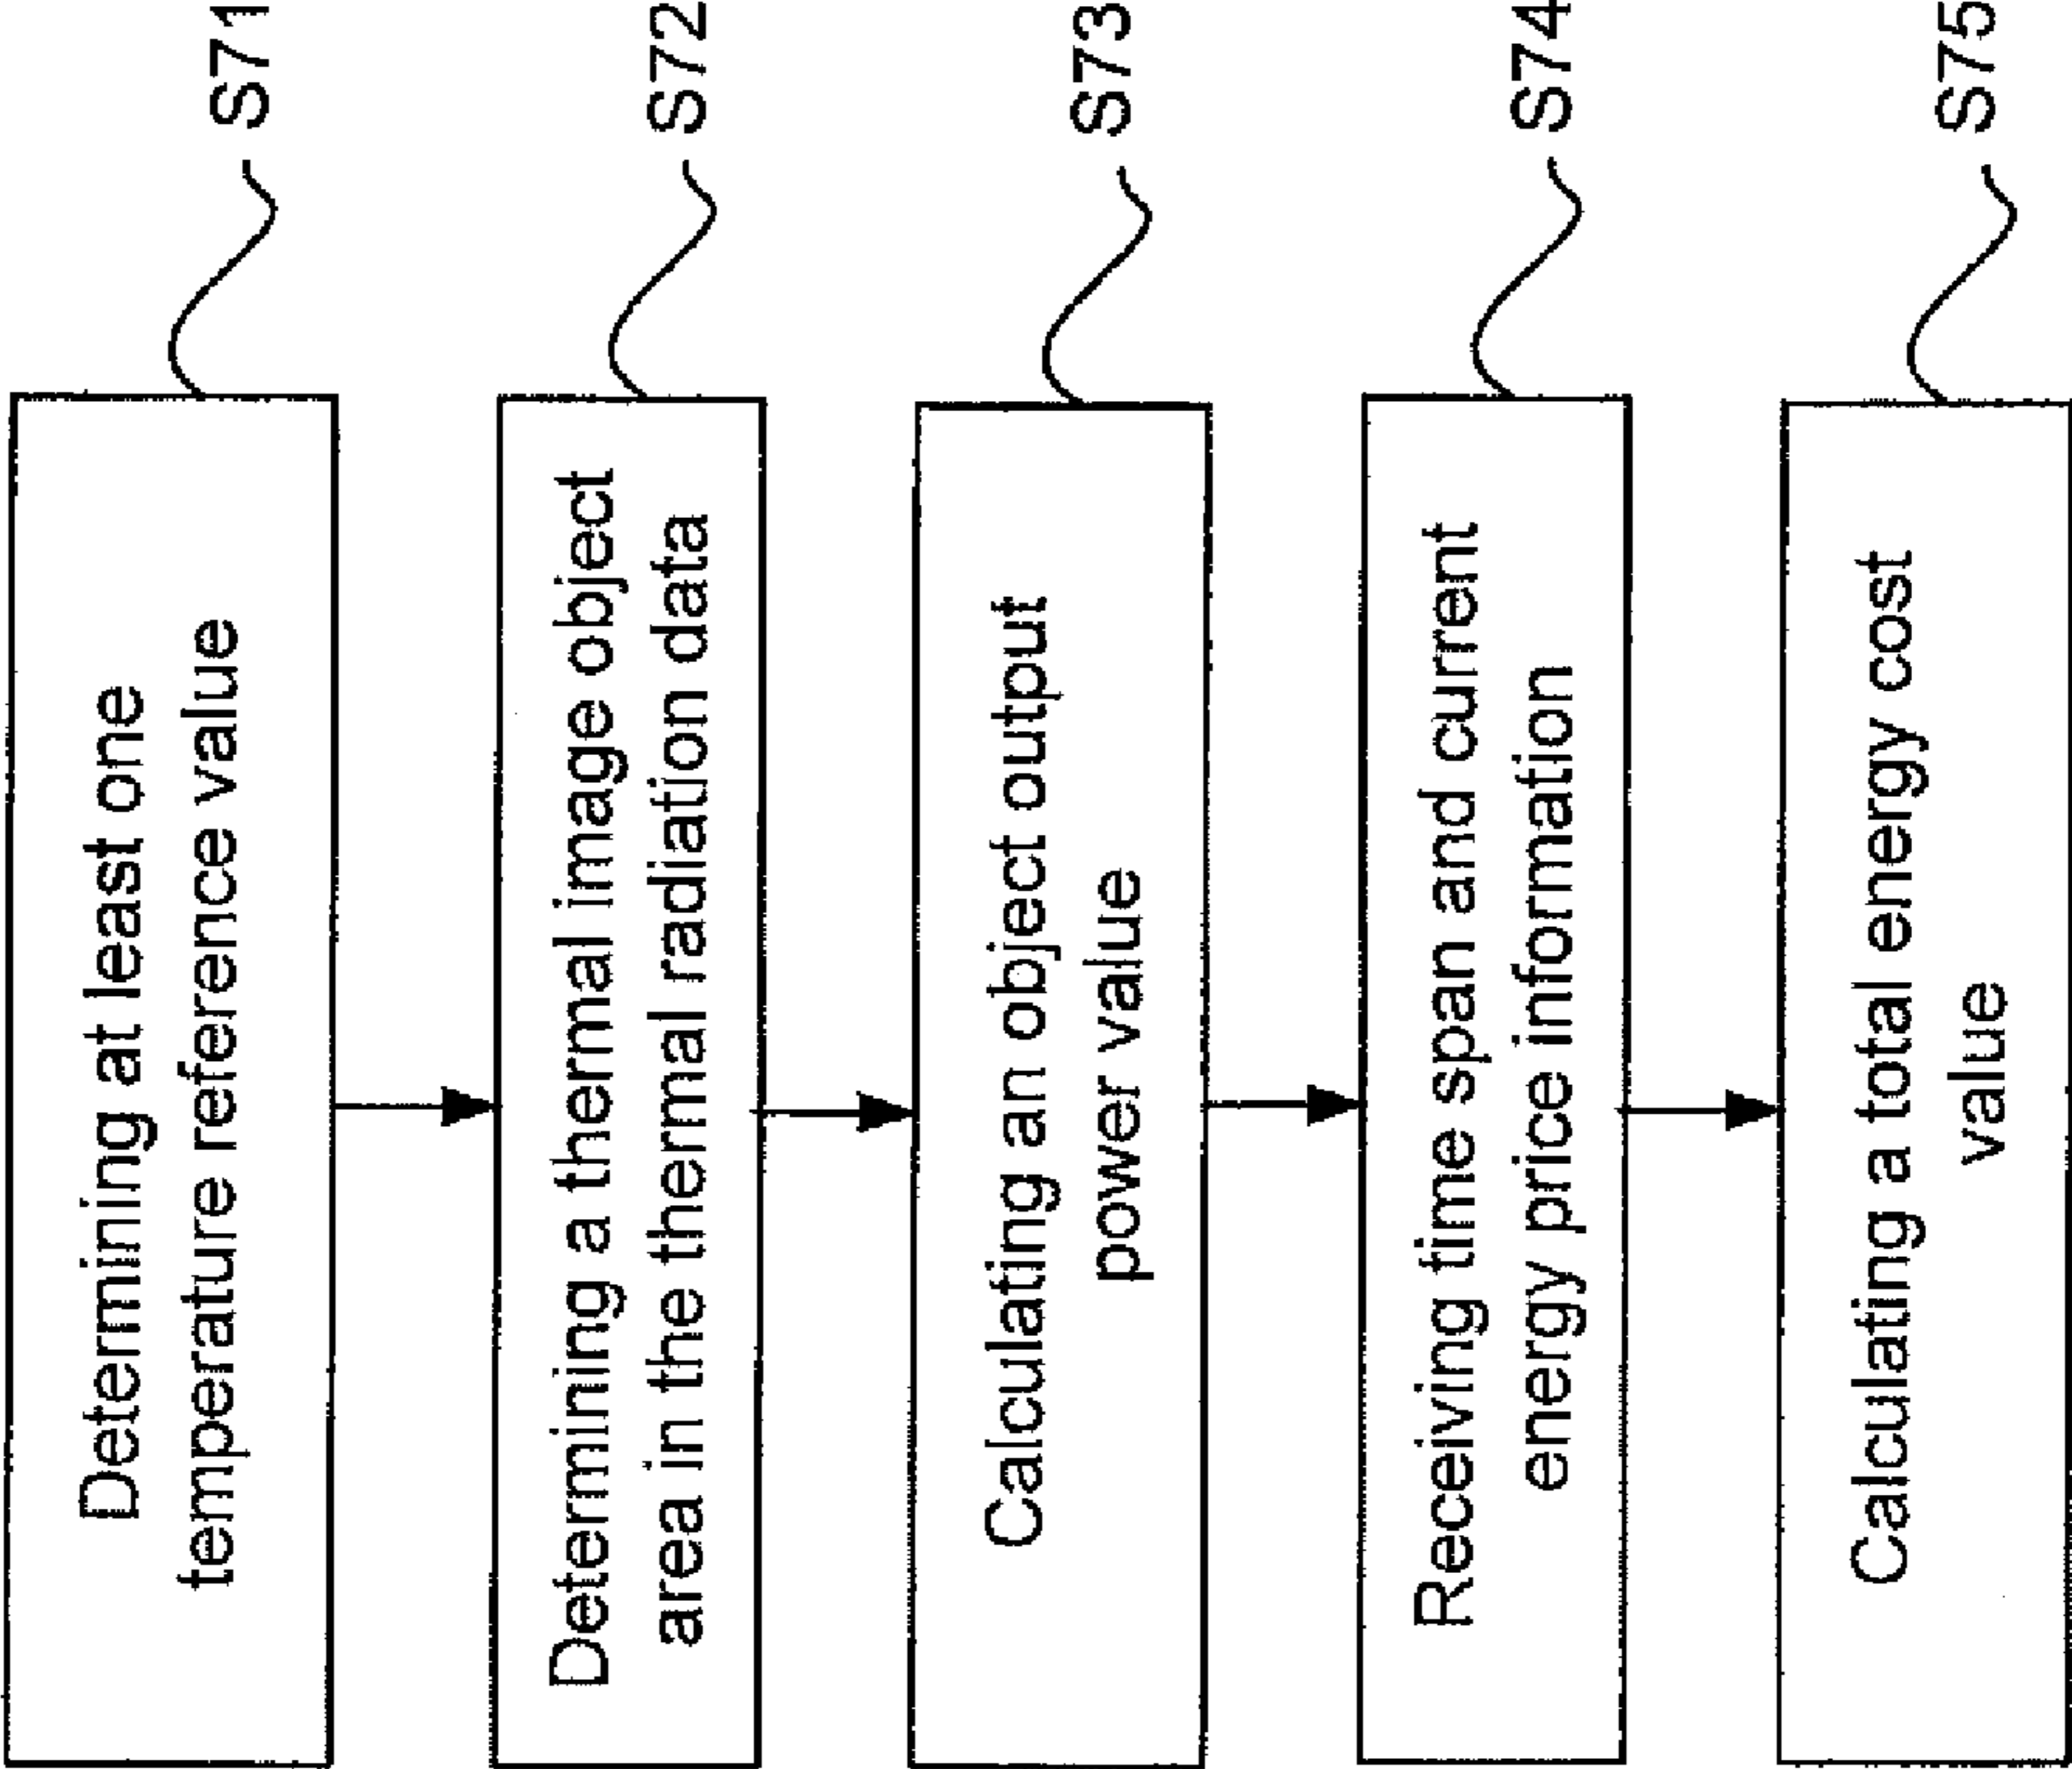 Determining at least one
temperature reference value
S71
Determining a thermal image object
area in the thermal radiation data
S72
Calculating an object output
power value
S73
Receiving time span and current
energy price information
S74
Calculating a total energy cost
value
S75